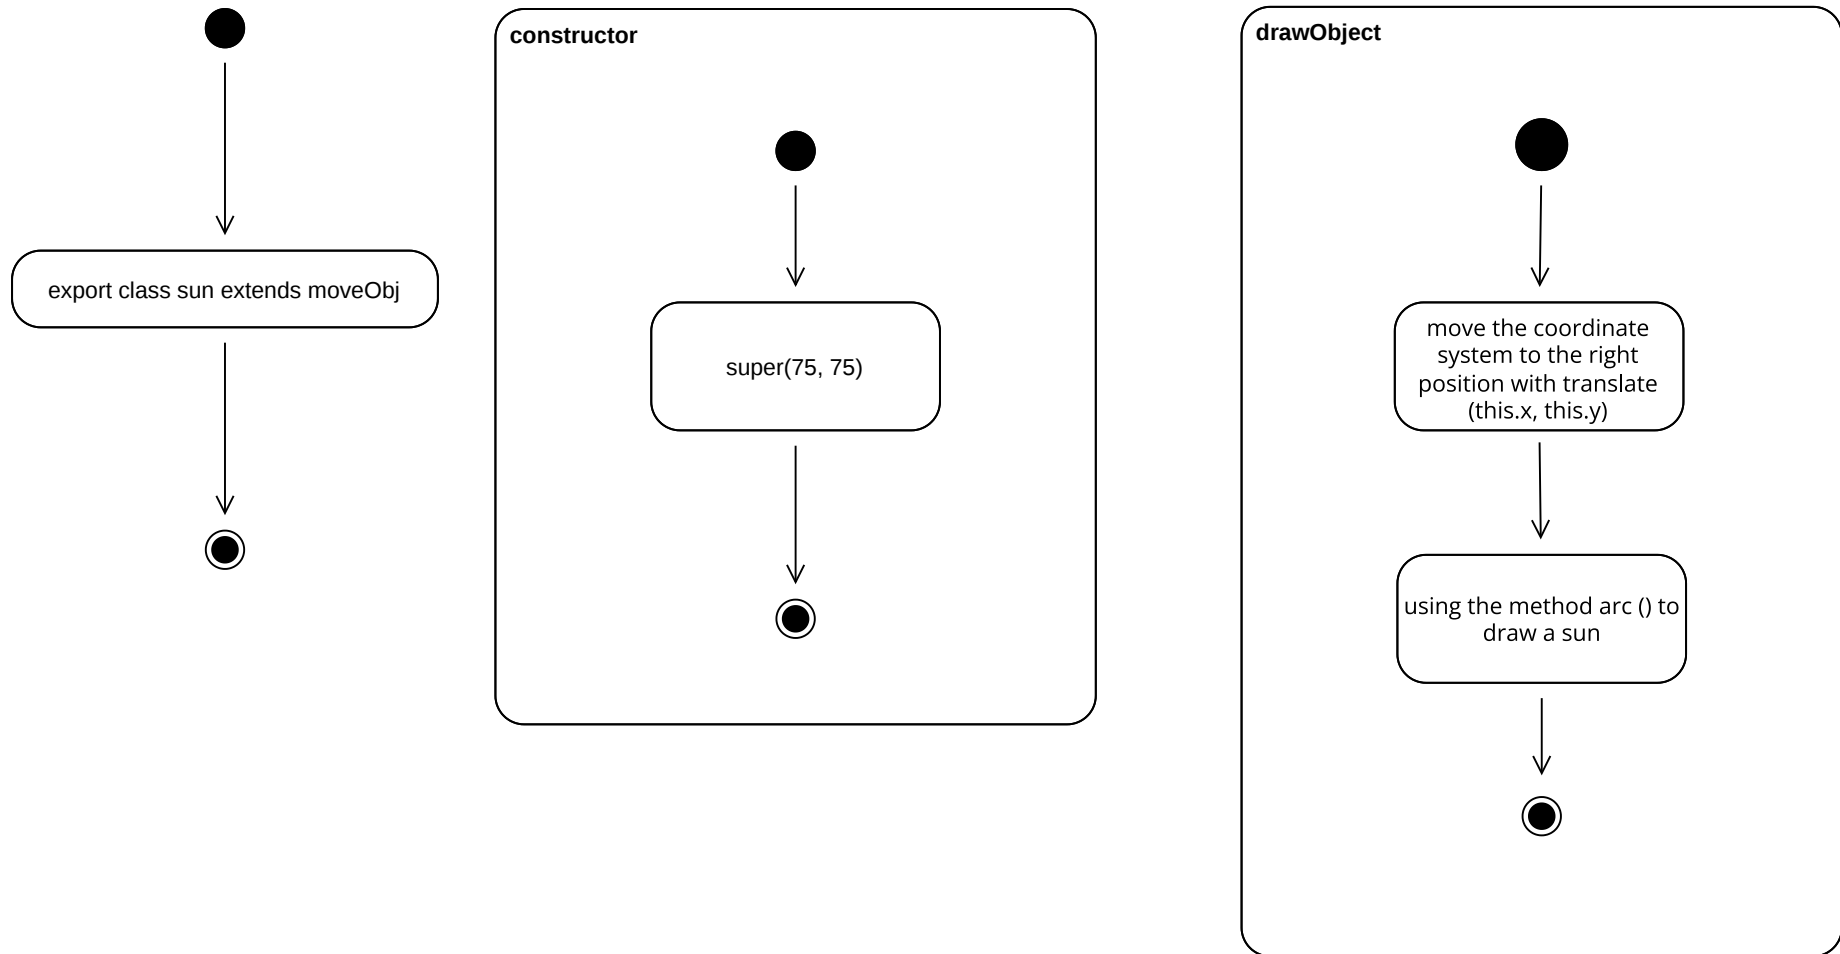 export class sun extends moveObj
constructor
super(75, 75)
drawObject
move the coordinate
system to the right
position with translate
(this.x, this.y)
using the method arc () to
draw a sun